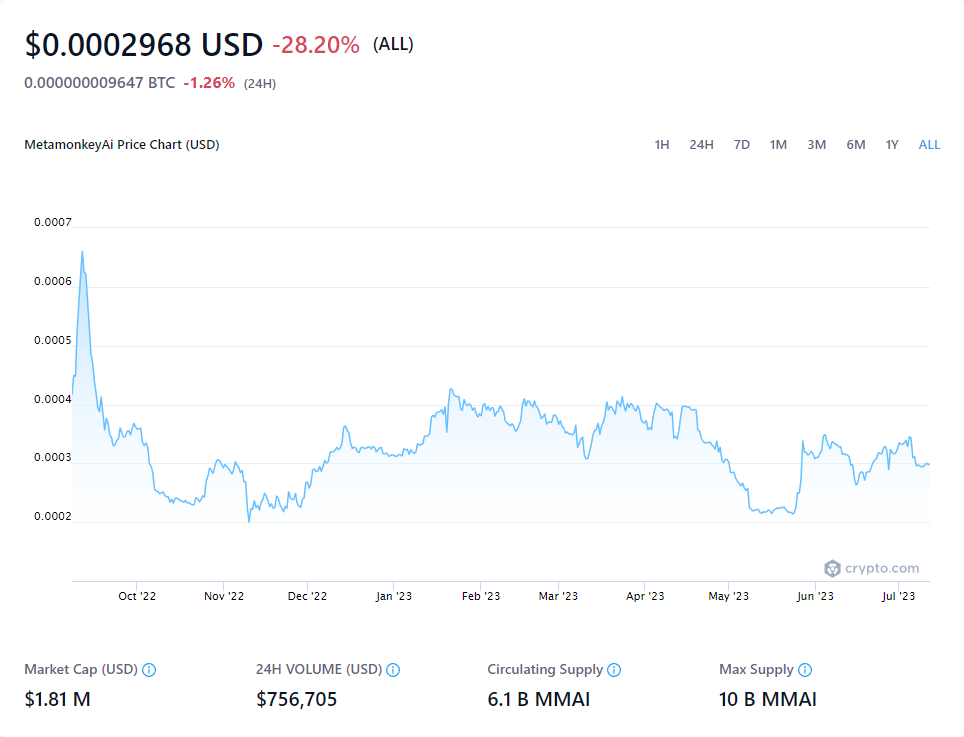 $0.0002968 USD -28.20% (ALL)
0.000000009647 BTC -1.26% (24H)
MetamonkeyAi Price Chart (USD) 1H 24H 7D 1M 3M 6M 1Y ALL
0.0007
0.0006
0.0005
0.0004
0.0003
0.0002
crypto.com
Oct '22 Nov '22 Dec '22 Jan '23 Feb '23 Mar '23 Apr '23 May '23 Jun '23 Jul '23
Market Cap (USD) 24H VOLUME (USD) Circulating Supply Max Supply
$1.81 M $756,705 6.1 B MMAI 10 B MMAI